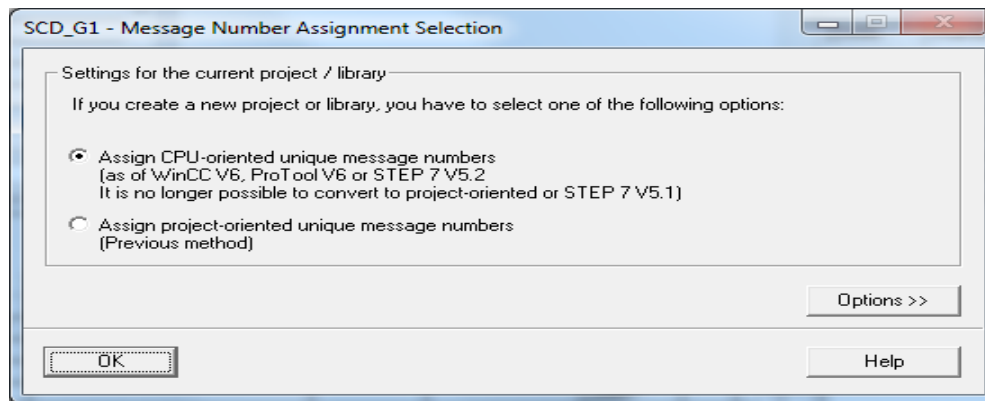 SCD_G1 - Message Number Assignment Selection
Settings for the current project / library
If you create a new project or library, you have to select one of the following options:
Assign CPU-oriented unique message numbers
(as of WinCC V6, ProTool V6 or STEP 7 V5.2
It is no longer possible to convert to project-oriented or STEP 7 V5.1)
Assign project-oriented unique message numbers
(Previous method)
Options >>
OK
Help